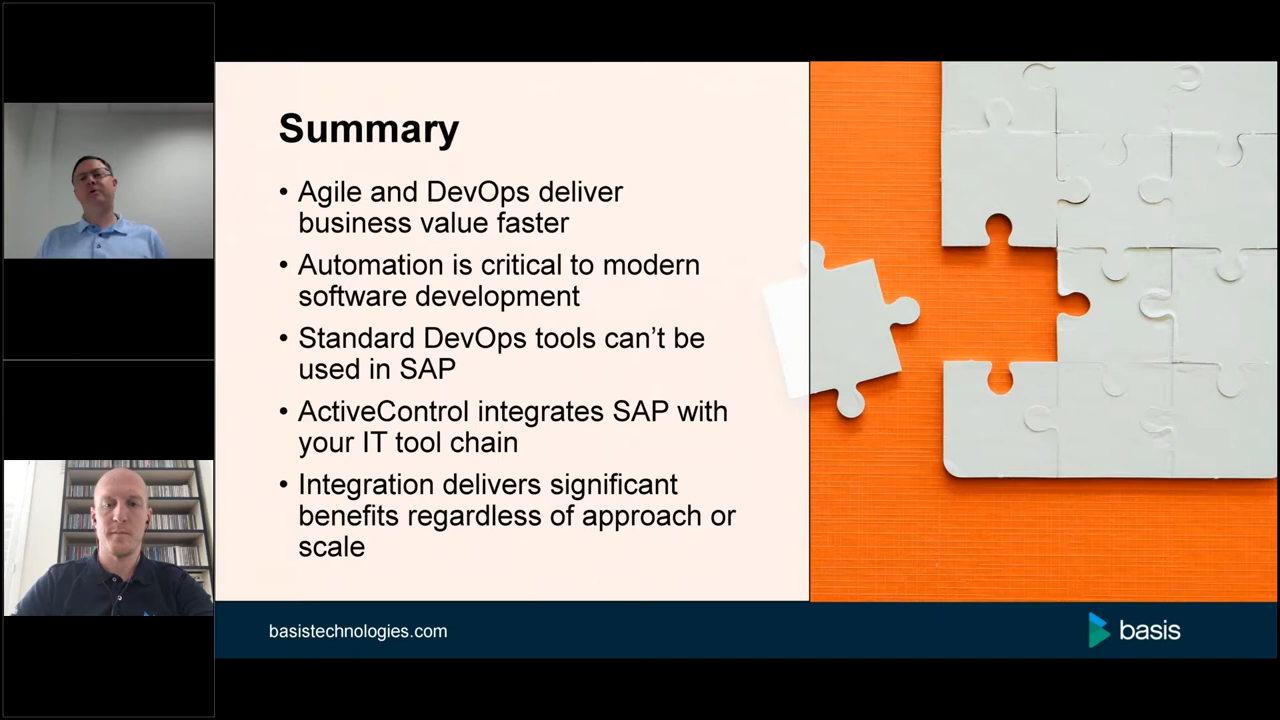 Summary
• Agile and DevOps deliver
business value faster
• Automation is critical to modern
software development
• Standard DevOps tools can’t be
used in SAP
• ActiveControl integrates SAP with
your IT tool chain
• Integration delivers significant
benefits regardless of approach or
scale
basistechnologies.com
basis